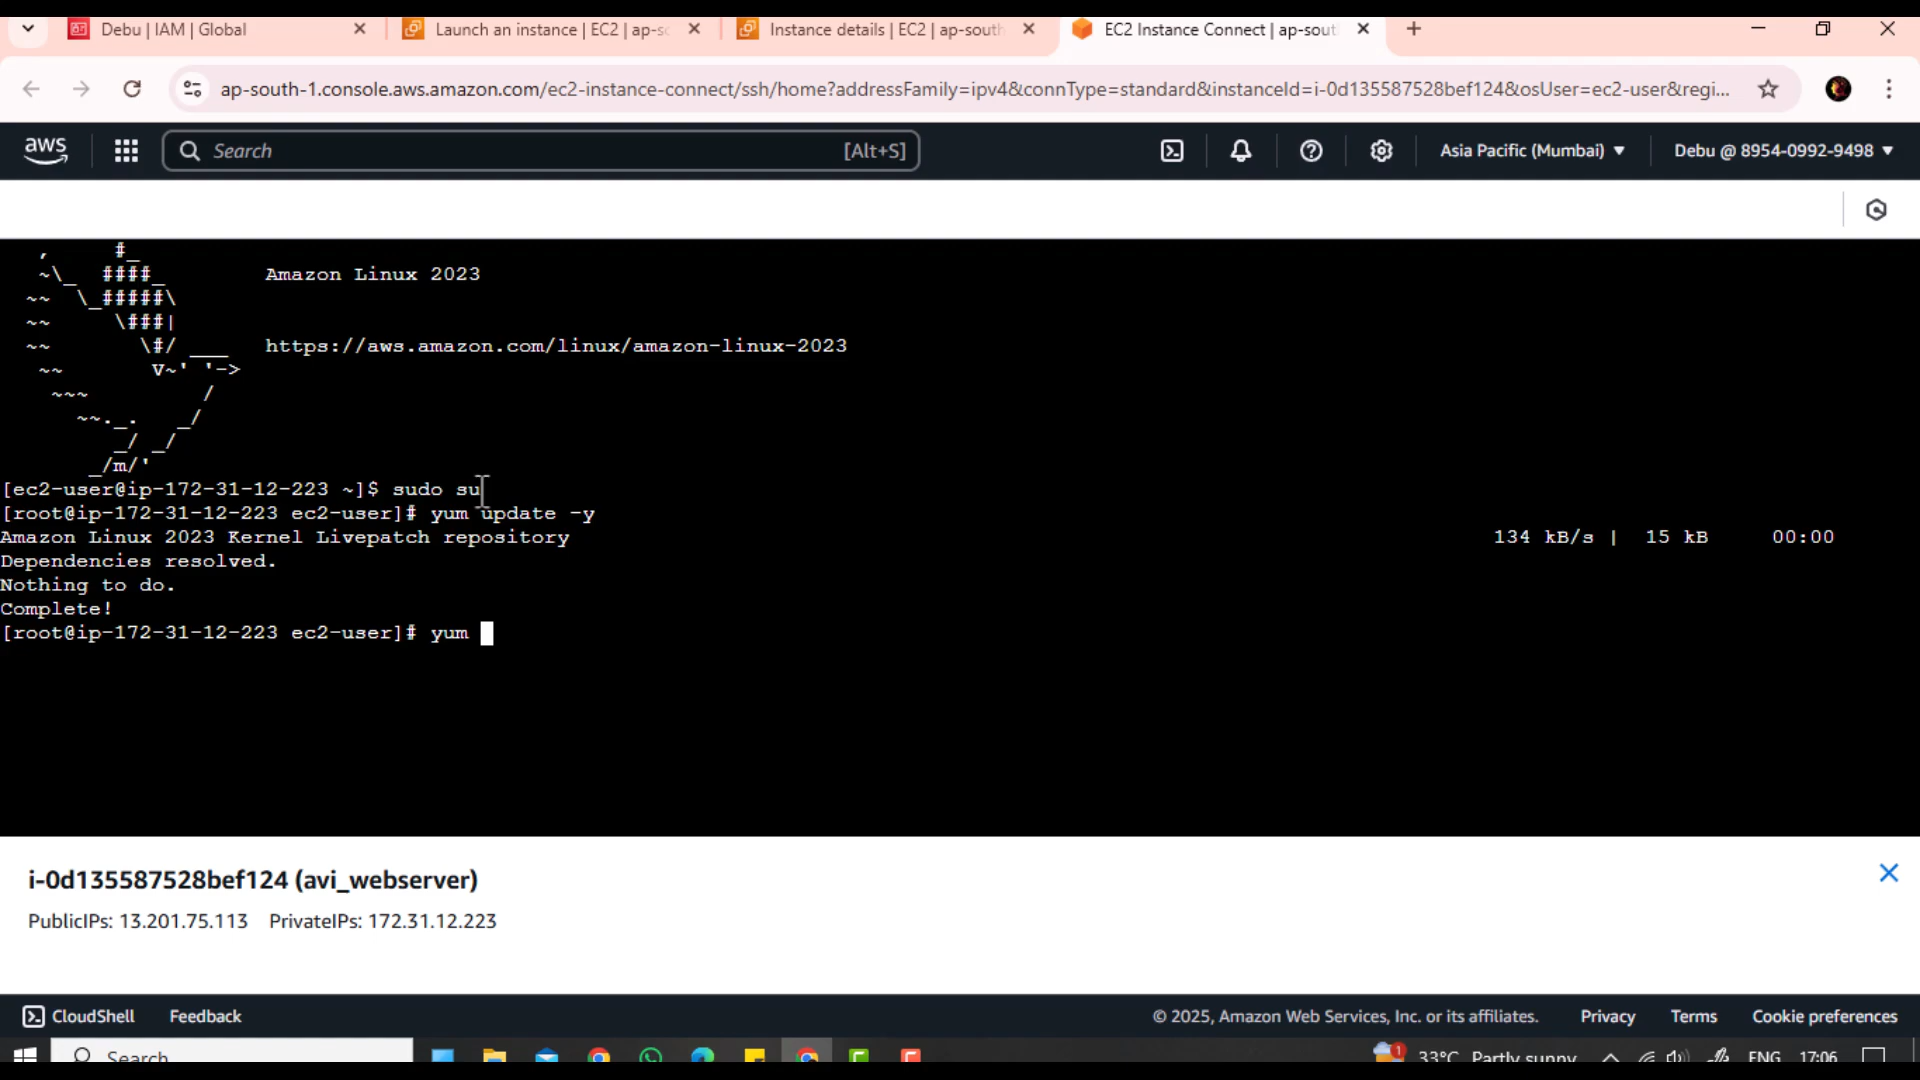 Debu | IAM | Global
Launch an instance | EC2 | ap-so
Instance details | EC2 | ap-south
EC2 Instance Connect | ap-sout
ap-south-1.console.aws.amazon.com/ec2-instance-connect/ssh/home?addressFamily=ipv4&connType=standard&instanceId=i-0d135587528bef124&osUser=ec2-user&regi...
aws
Search
[Alt+S]
Asia Pacific (Mumbai) ▼
Debu @ 8954-0992-9498 ▼
   ,     #_
   ~\_  ####_        Amazon Linux 2023
  ~~  \_#####\
  ~~     \###|
  ~~       \#/ ___   https://aws.amazon.com/linux/amazon-linux-2023
   ~~       V~' '->
    ~~~         /
      ~~._.   _/
         _/ _/
       _/m/'
[ec2-user@ip-172-31-12-223 ~]$ sudo su
[root@ip-172-31-12-223 ec2-user]# yum update -y
Amazon Linux 2023 Kernel Livepatch repository 134 kB/s | 15 kB 00:00
Dependencies resolved.
Nothing to do.
Complete!
[root@ip-172-31-12-223 ec2-user]# yum
i-0d135587528bef124 (avi_webserver)
PublicIPs: 13.201.75.113 PrivateIPs: 172.31.12.223
CloudShell
Feedback
© 2025, Amazon Web Services, Inc. or its affiliates.
Privacy
Terms
Cookie preferences
Search
1
33°C Partly sunny
ENG
17:06